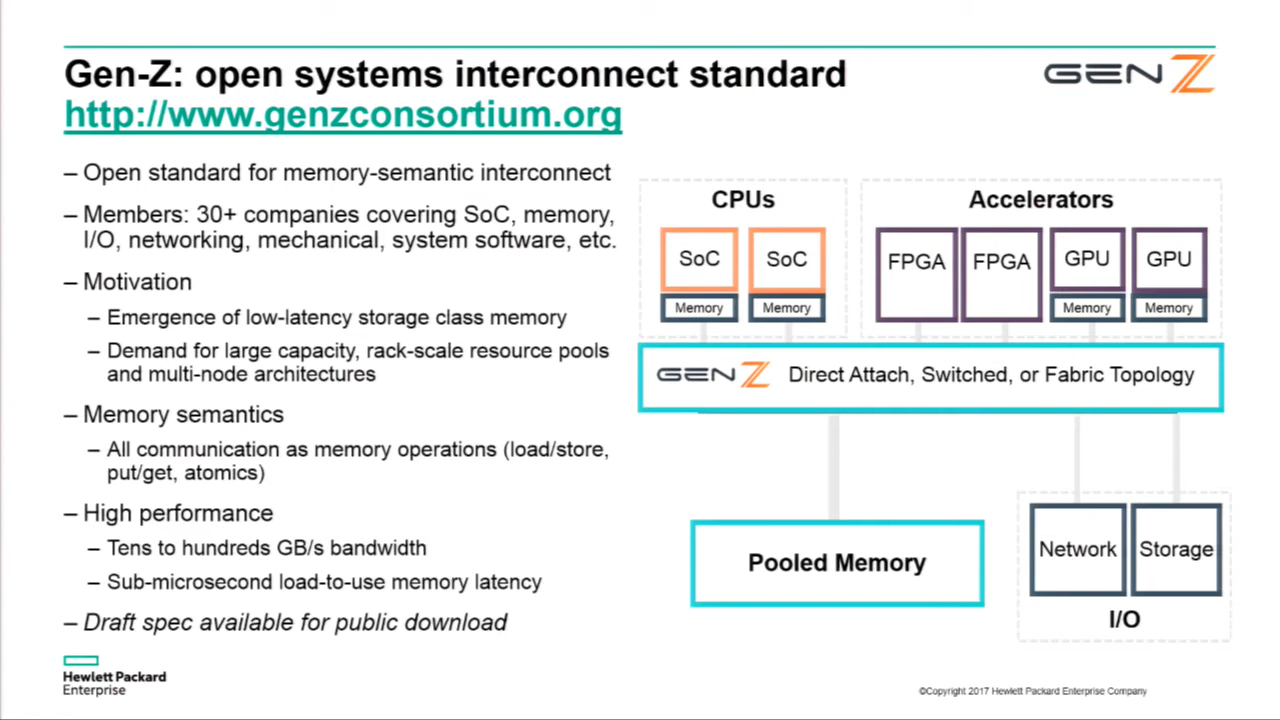 Gen-Z: open systems interconnect standard
http://www.genzconsortium.org
GEN Z
– Open standard for memory-semantic interconnect
– Members: 30+ companies covering SoC, memory,
I/O, networking, mechanical, system software, etc.
– Motivation
– Emergence of low-latency storage class memory
– Demand for large capacity, rack-scale resource pools
and multi-node architectures
– Memory semantics
– All communication as memory operations (load/store,
put/get, atomics)
– High performance
– Tens to hundreds GB/s bandwidth
– Sub-microsecond load-to-use memory latency
– Draft spec available for public download
CPUs
SoC SoC
Memory Memory
Accelerators
FPGA FPGA GPU GPU
Memory Memory
GEN Z Direct Attach, Switched, or Fabric Topology
Pooled Memory
Network Storage
I/O
Hewlett Packard
Enterprise
©Copyright 2017 Hewlett Packard Enterprise Company